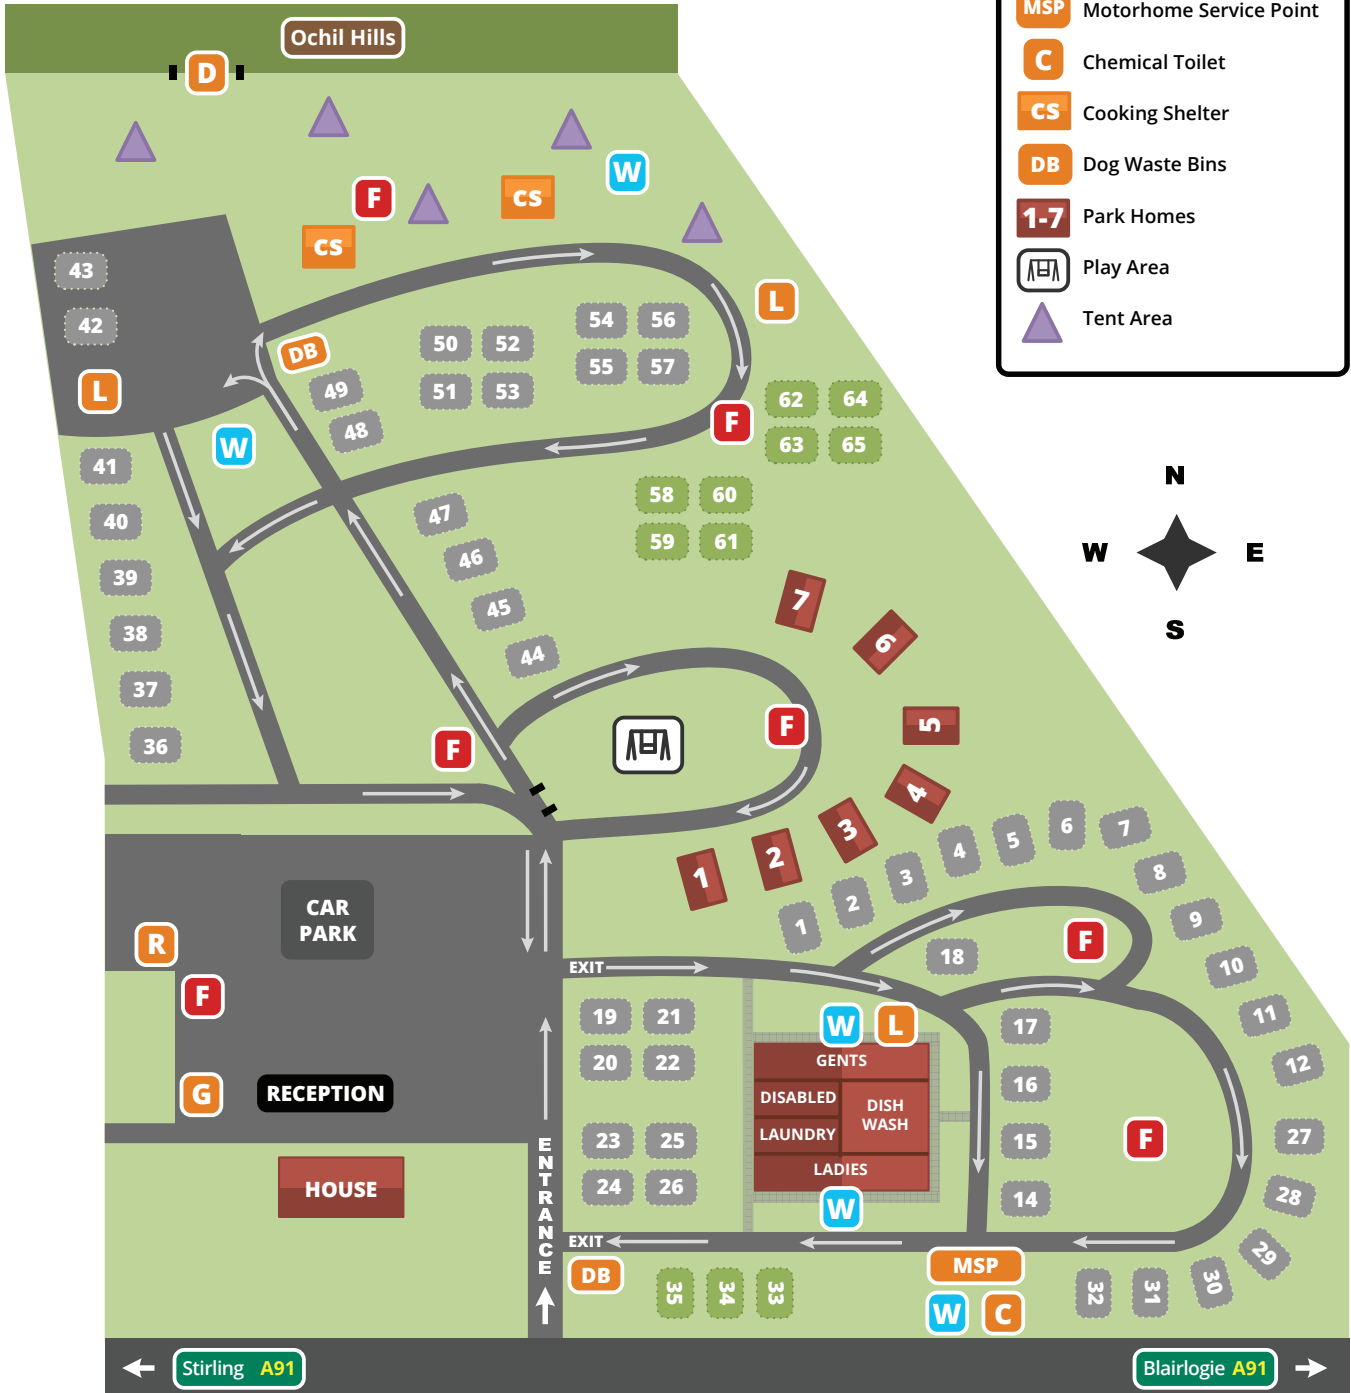 Ochil Hills
D
MSP Motorhome Service Point
C Chemical Toilet
CS Cooking Shelter
DB Dog Waste Bins
1-7 Park Homes
Play Area
Tent Area
W
F
CS
CS
43
42
L
L
DB
49
48
50 52
51 53
54 56
55 57
W
F
62 64
63 65
58 60
59 61
41
40
39
38
37
36
47
46
45
44
N
W E
S
7
6
5
4
3
2
1
F
F
CAR
PARK
R
F
G
RECEPTION
HOUSE
1
2
3
4
5
6
7
8
9
10
11
12
27
28
29
30
31
32
18
F
EXIT
19 21
20 22
23 25
24 26
W
L
GENTS
DISABLED
DISH
WASH
LAUNDRY
LADIES
W
17
16
15
14
F
ENTRANCE
EXIT
DB
35
34
33
MSP
W
C
Stirling A91
Blairlogie A91